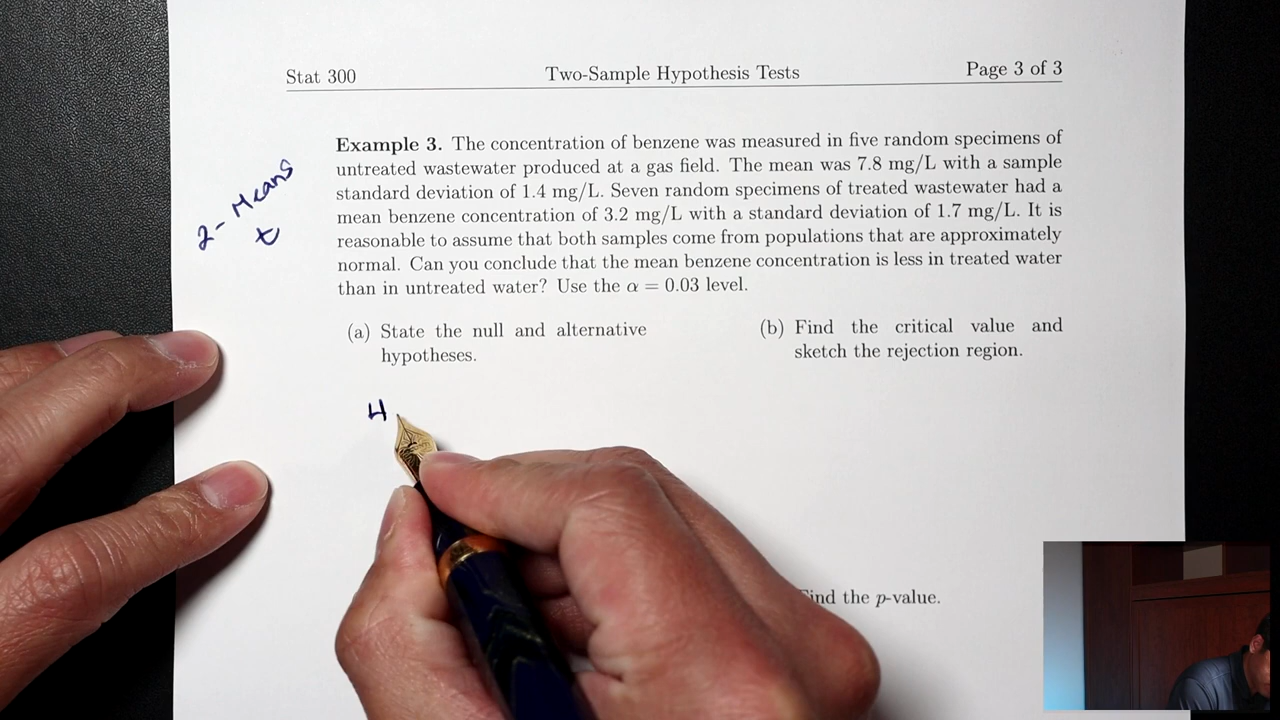 Stat 300 Two-Sample Hypothesis Tests Page 3 of 3
Example 3. The concentration of benzene was measured in five random specimens of
untreated wastewater produced at a gas field. The mean was 7.8 mg/L with a sample
standard deviation of 1.4 mg/L. Seven random specimens of treated wastewater had a
mean benzene concentration of 3.2 mg/L with a standard deviation of 1.7 mg/L. It is
reasonable to assume that both samples come from populations that are approximately
normal. Can you conclude that the mean benzene concentration is less in treated water
than in untreated water? Use the α = 0.03 level.
2-Means
t
(a) State the null and alternative
hypotheses.
(b) Find the critical value and
sketch the rejection region.
H
Find the p-value.